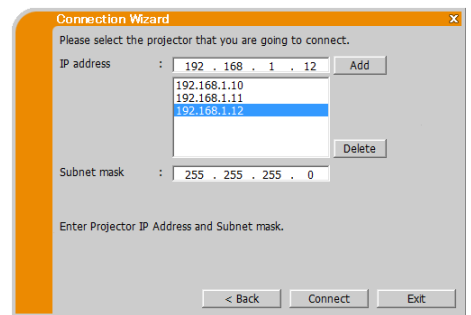 Connection Wizard x
Please select the projector that you are going to connect.
IP address : 192 . 168 . 1 . 12 Add
192.168.1.10
192.168.1.11
192.168.1.12
Delete
Subnet mask : 255 . 255 . 255 . 0
Enter Projector IP Address and Subnet mask.
< Back Connect Exit